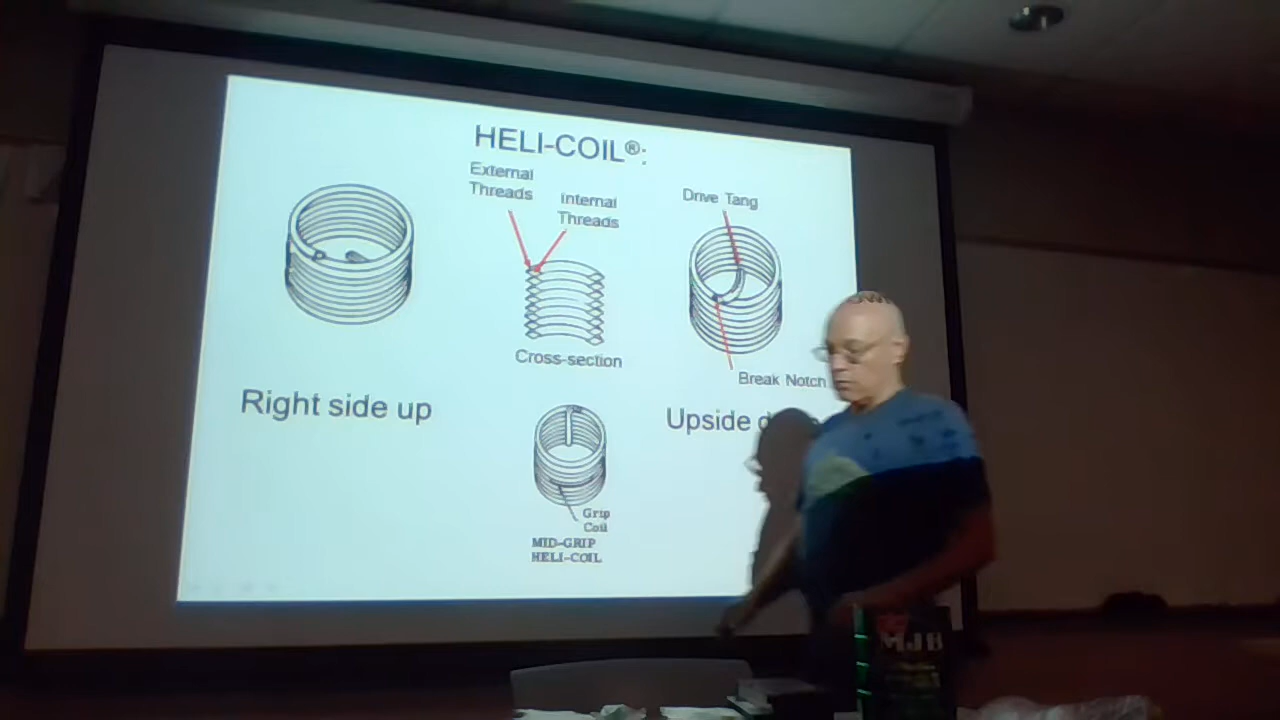 HELI-COIL®:
External
Threads
Internal
Threads
Drive Tang
Cross-section
Break Notch
Right side up
Upside
Grip
Coil
MID-GRIP
HELI-COIL
MJB